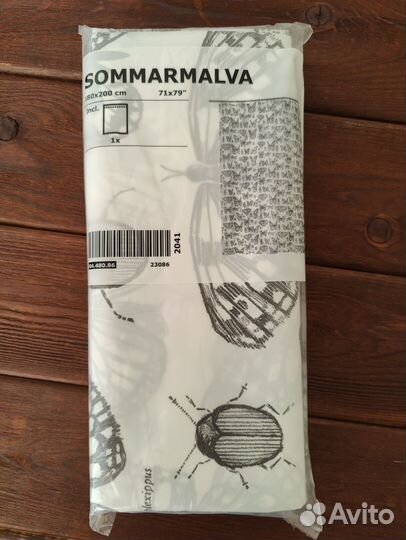 SOMMARMALVA
180x200 cm 71x79"
Incl.
1x
2041
04.480.86 23086
plexippus
Avito